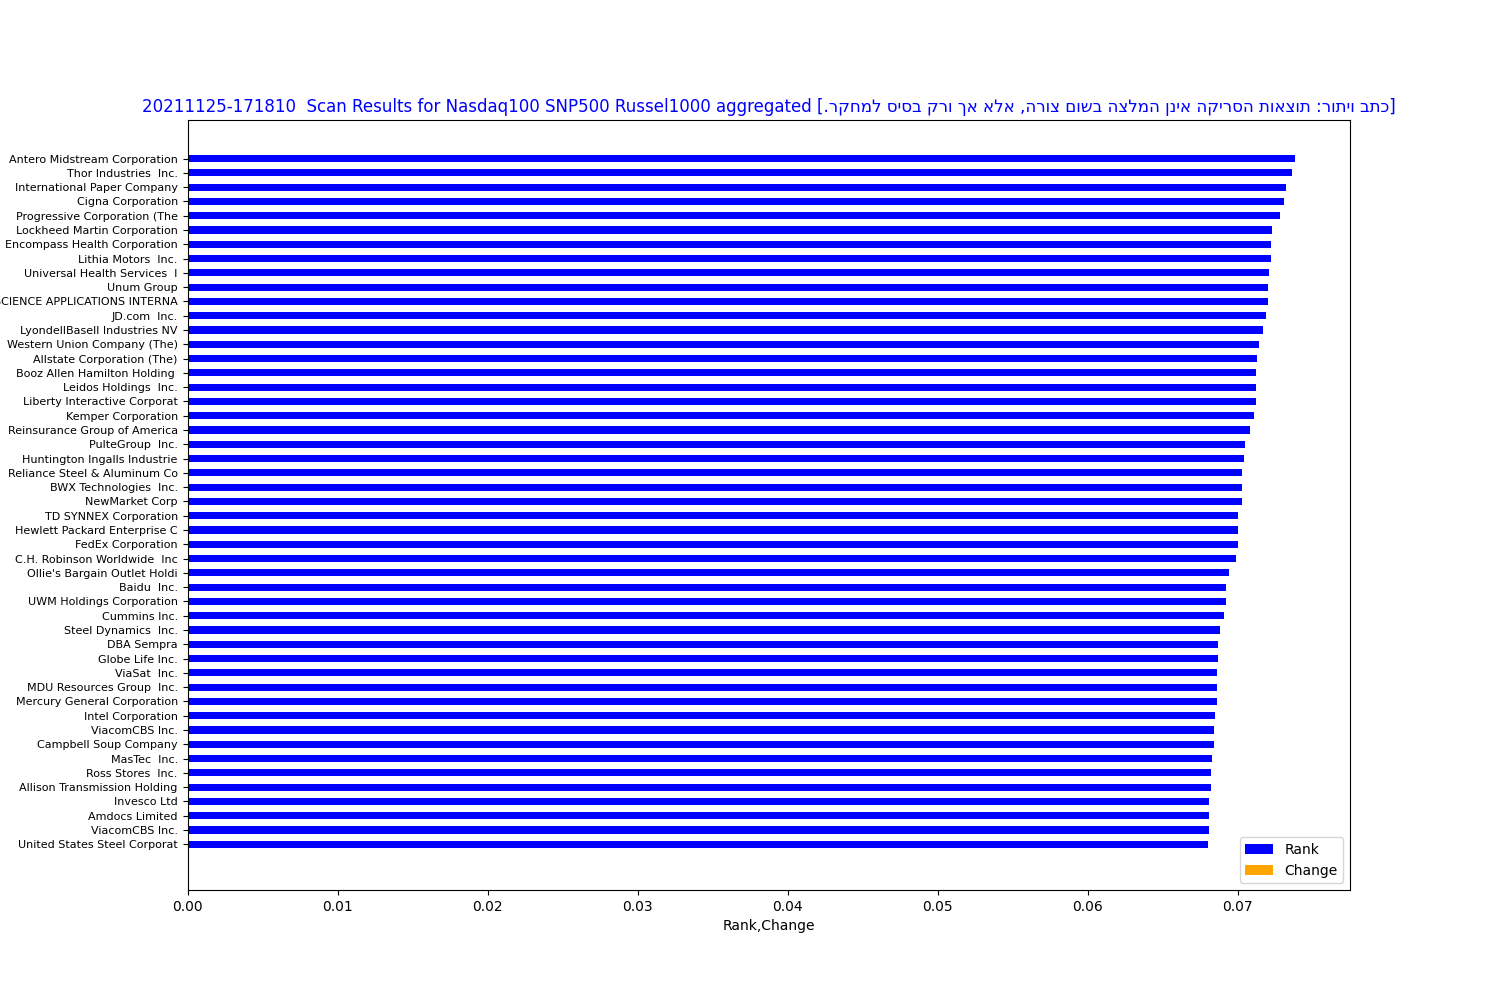 20211125-171810  Scan Results for Nasdaq100 SNP500 Russel1000 aggregated [כתב ויתור: תוצאות הסריקה אינן המלצה בשום צורה, אלא אך ורק בסיס למחקר.]
Antero Midstream Corporation
Thor Industries  Inc.
International Paper Company
Cigna Corporation
Progressive Corporation (The
Lockheed Martin Corporation
Encompass Health Corporation
Lithia Motors  Inc.
Universal Health Services  I
Unum Group
SCIENCE APPLICATIONS INTERNA
JD.com  Inc.
LyondellBasell Industries NV
Western Union Company (The)
Allstate Corporation (The)
Booz Allen Hamilton Holding
Leidos Holdings  Inc.
Liberty Interactive Corporat
Kemper Corporation
Reinsurance Group of America
PulteGroup  Inc.
Huntington Ingalls Industrie
Reliance Steel & Aluminum Co
BWX Technologies  Inc.
NewMarket Corp
TD SYNNEX Corporation
Hewlett Packard Enterprise C
FedEx Corporation
C.H. Robinson Worldwide  Inc
Ollie's Bargain Outlet Holdi
Baidu  Inc.
UWM Holdings Corporation
Cummins Inc.
Steel Dynamics  Inc.
DBA Sempra
Globe Life Inc.
ViaSat  Inc.
MDU Resources Group  Inc.
Mercury General Corporation
Intel Corporation
ViacomCBS Inc.
Campbell Soup Company
MasTec  Inc.
Ross Stores  Inc.
Allison Transmission Holding
Invesco Ltd
Amdocs Limited
ViacomCBS Inc.
United States Steel Corporat
Rank
Change
0.00 0.01 0.02 0.03 0.04 0.05 0.06 0.07
Rank,Change